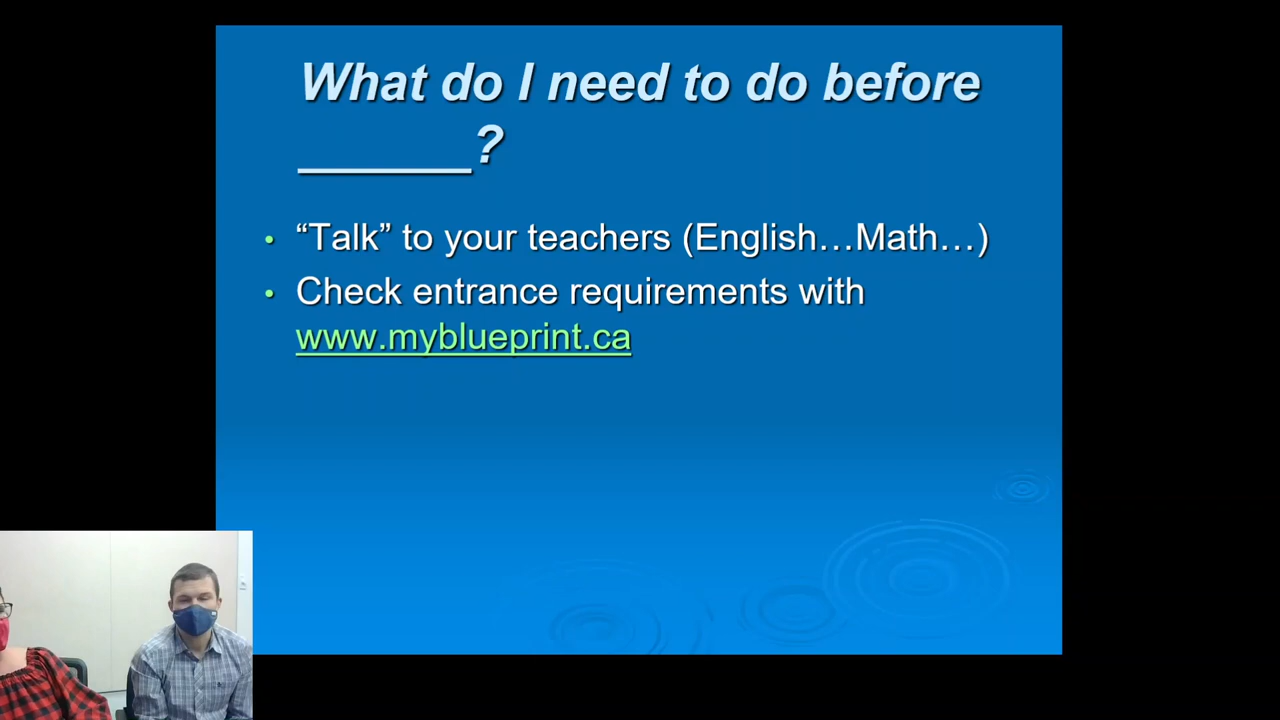 What do I need to do before
______?
• “Talk” to your teachers (English…Math…)
• Check entrance requirements with
www.myblueprint.ca